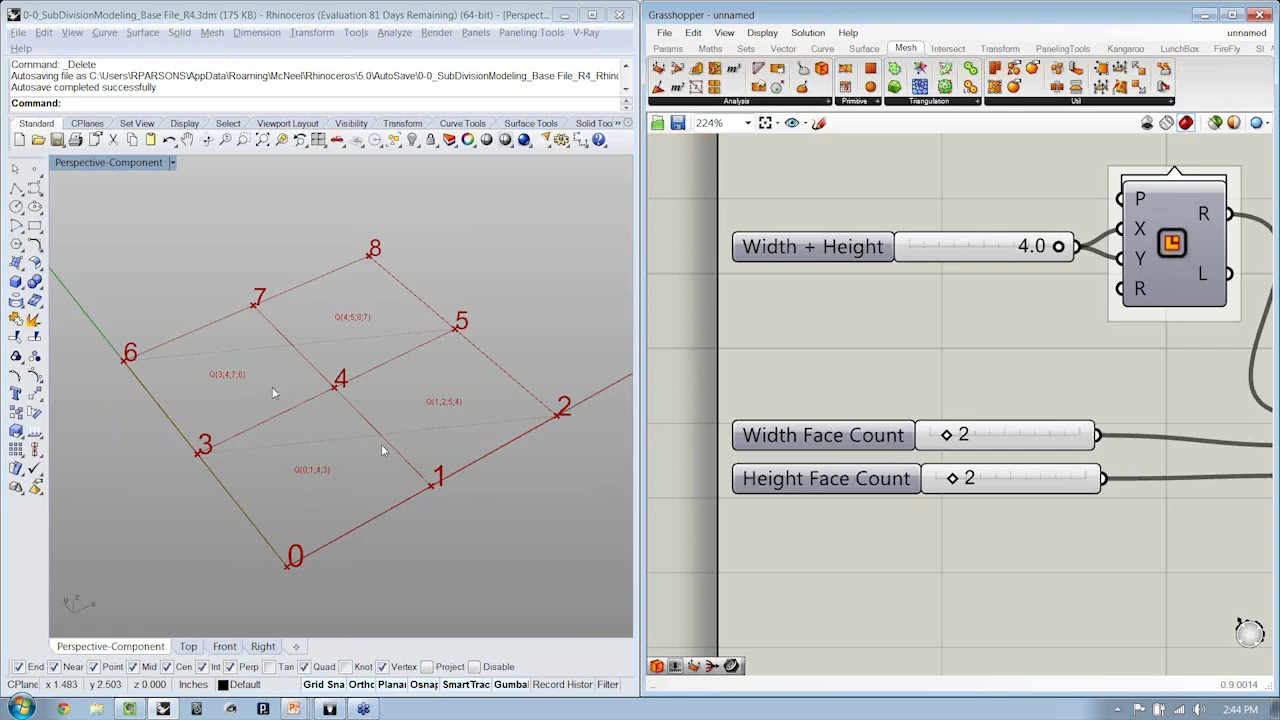 0-0_SubDivisionModeling_Base File_R4.3dm (175 KB) - Rhinoceros (Evaluation 81 Days Remaining) (64-bit) - [Perspect...
File Edit View Curve Surface Solid Mesh Dimension Transform Tools Analyze Render Panels Paneling Tools V-Ray
Help
Command: _Delete
Autosaving file as C:\Users\RPARSONS\AppData\Roaming\McNeel\Rhinoceros\5.0\AutoSave\0-0_SubDivisionModeling_Base File_R4_Rhino
Autosave completed successfully
Command:
Standard CPlanes Set View Display Select Viewport Layout Visibility Transform Curve Tools Surface Tools Solid Too
Perspective-Component
8
7
Q(4;5;8;7)
5
6
Q(3;4;7;6)
4
Q(1;2;5;4)
2
3
Q(0;1;4;3)
1
0
y z x
Perspective-Component Top Front Right
End Near Point Mid Cen Int Perp Tan Quad Knot Vertex Project Disable
CPlane x 1.483 y 2.503 z 0.000 Inches Default Grid Sna Ortho Planar Osnap SmartTrac Gumba Record Histor Filter
Grasshopper - unnamed
File Edit View Display Solution Help unnamed
Params Maths Sets Vector Curve Surface Mesh Intersect Transform PanelingTools Kangaroo LunchBox FireFly
Analysis Primitive Triangulation Util
224%
P
X
Y
R
R
L
Width + Height 4.0
Width Face Count 2
Height Face Count 2
...
0.9.0014
2:44 PM